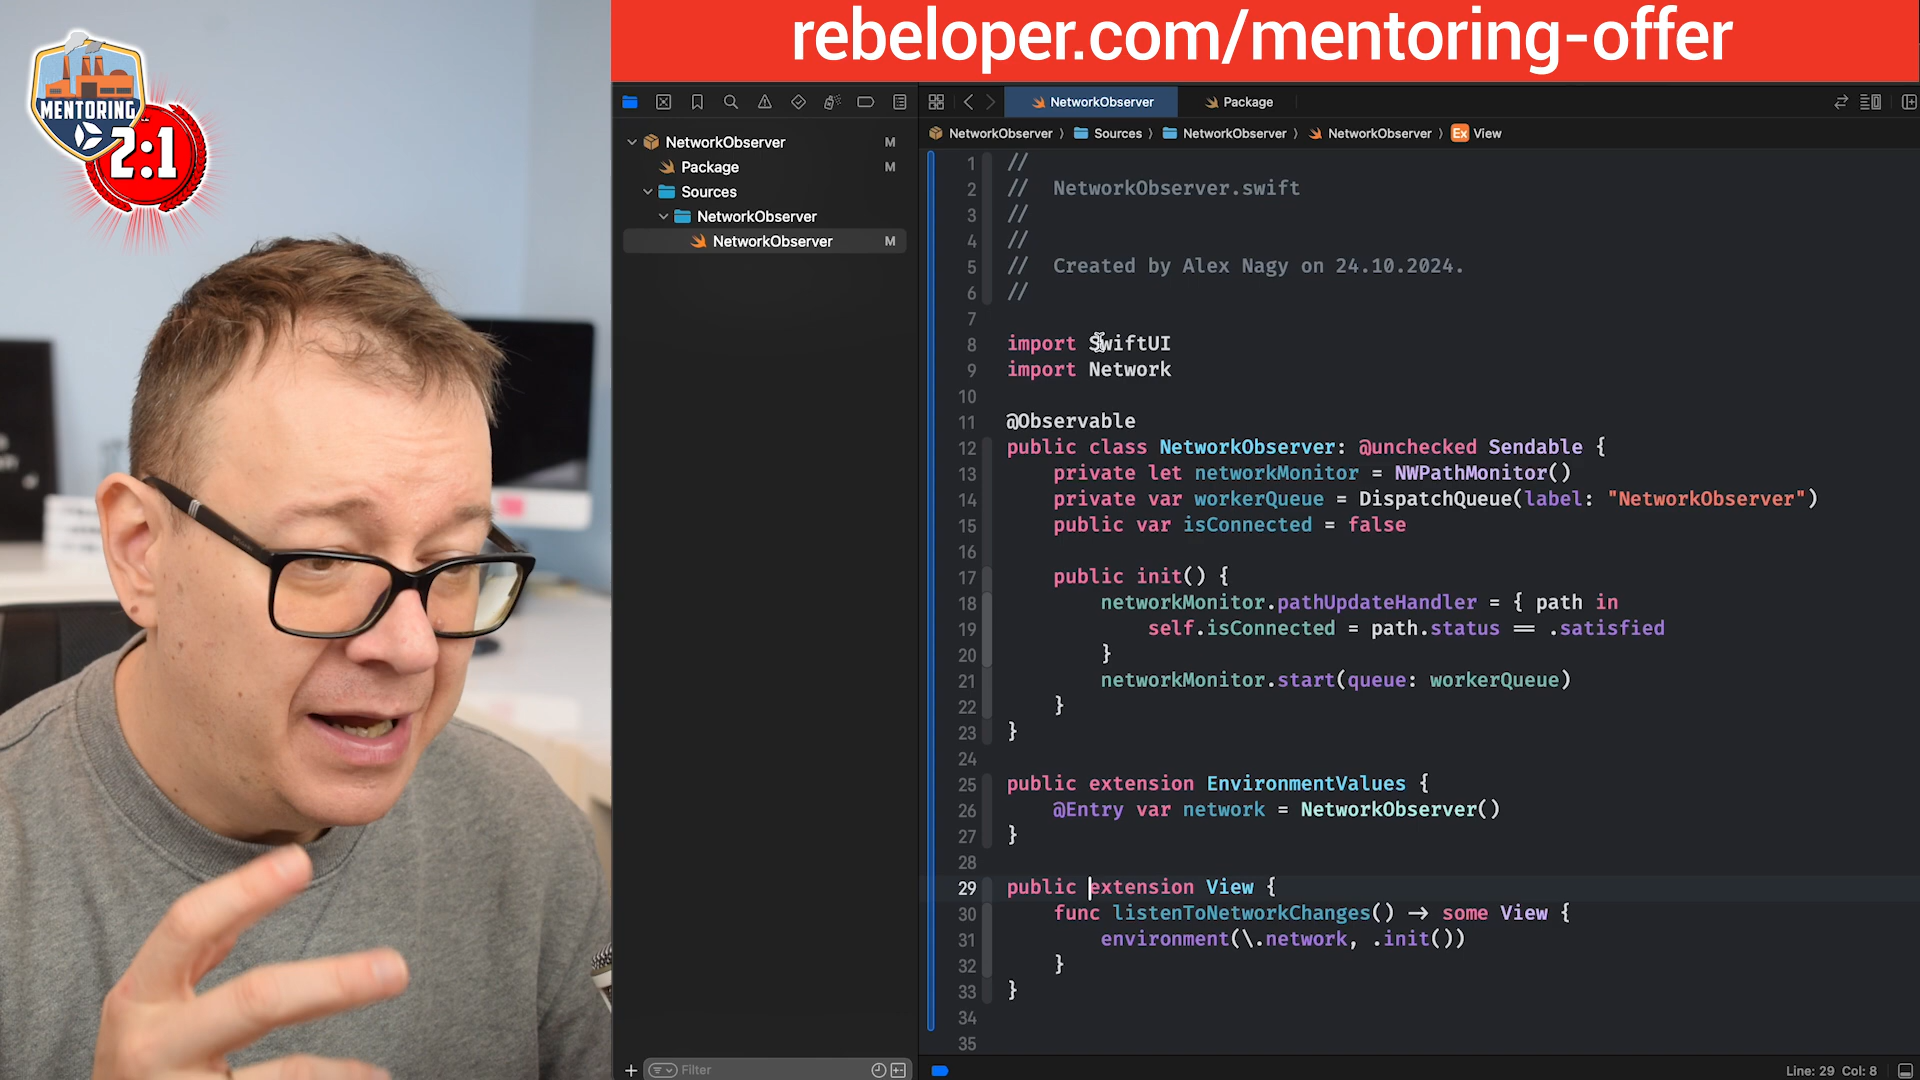 rebeloper.com/mentoring-offer
MENTORING
2:1
NetworkObserver M
Package M
Sources
NetworkObserver
NetworkObserver M
Filter
NetworkObserver Package
NetworkObserver 〉 Sources 〉 NetworkObserver 〉 NetworkObserver 〉 Ex View
1 //
2 //  NetworkObserver.swift
3 //
4 //
5 //  Created by Alex Nagy on 24.10.2024.
6 //
7
8 import SwiftUI
9 import Network
10
11 @Observable
12 public class NetworkObserver: @unchecked Sendable {
13     private let networkMonitor = NWPathMonitor()
14     private var workerQueue = DispatchQueue(label: "NetworkObserver")
15     public var isConnected = false
16
17     public init() {
18         networkMonitor.pathUpdateHandler = { path in
19             self.isConnected = path.status == .satisfied
20         }
21         networkMonitor.start(queue: workerQueue)
22     }
23 }
24
25 public extension EnvironmentValues {
26     @Entry var network = NetworkObserver()
27 }
28
29 public extension View {
30     func listenToNetworkChanges() -> some View {
31         environment(\.network, .init())
32     }
33 }
34
35
Line: 29 Col: 8